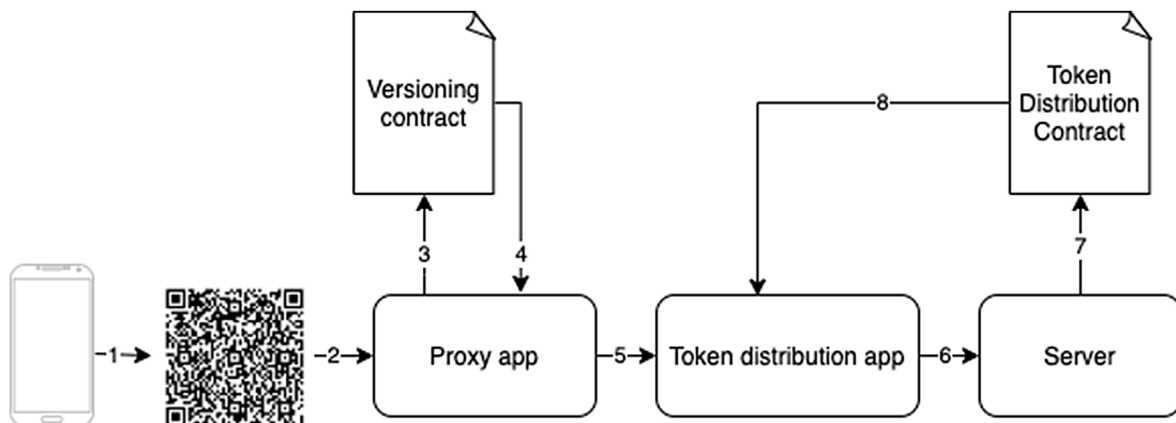 Versioning
contract
Token
Distribution
Contract
8
3
4
7
1
2
Proxy app
5
Token distribution app
6
Server